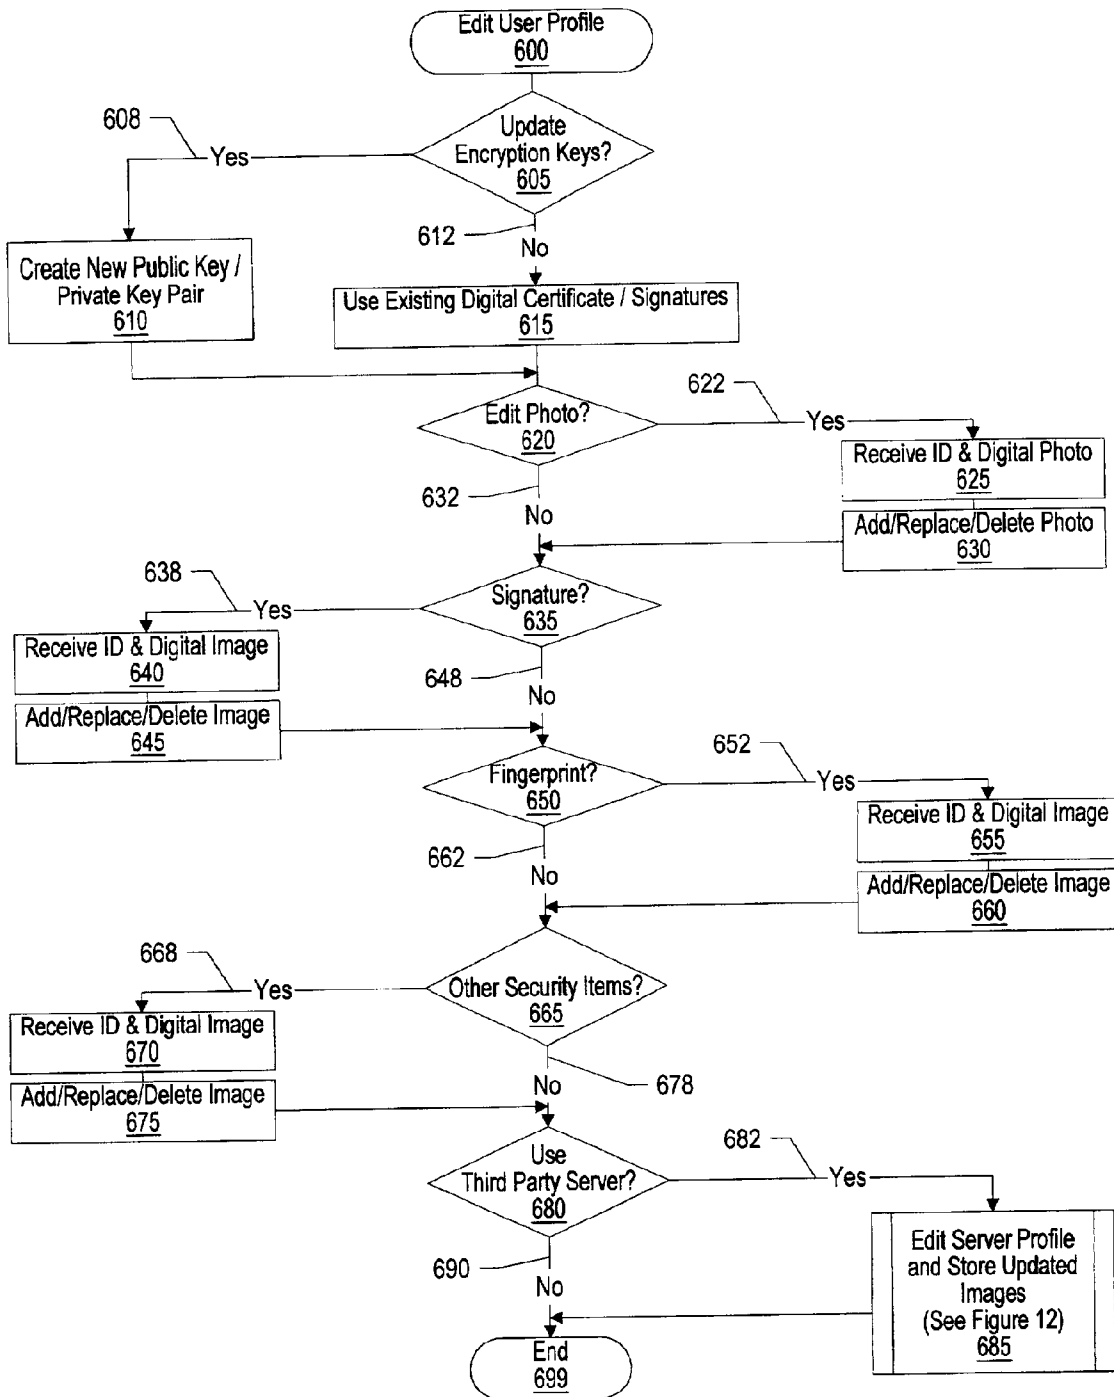 Edit User Profile
600
608
Yes
Update
Encryption Keys?
605
612
No
Create New Public Key /
Private Key Pair
610
Use Existing Digital Certificate / Signatures
615
622
Yes
Edit Photo?
620
Receive ID & Digital Photo
625
632
No
Add/Replace/Delete Photo
630
638
Yes
Signature?
635
Receive ID & Digital Image
640
648
No
Add/Replace/Delete Image
645
652
Yes
Fingerprint?
650
Receive ID & Digital Image
655
662
No
Add/Replace/Delete Image
660
668
Yes
Other Security Items?
665
Receive ID & Digital Image
670
678
No
Add/Replace/Delete Image
675
682
Yes
Use
Third Party Server?
680
690
No
Edit Server Profile
and Store Updated
Images
(See Figure 12)
685
End
699